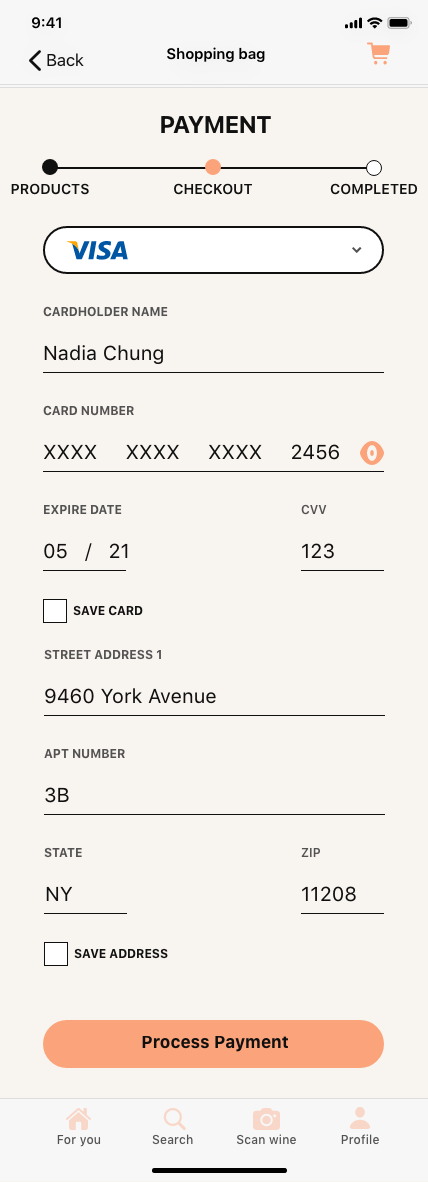 9:41
Back
Shopping bag
PAYMENT
PRODUCTS CHECKOUT COMPLETED
VISA
CARDHOLDER NAME
Nadia Chung
CARD NUMBER
XXXX XXXX XXXX 2456
EXPIRE DATE CVV
05 / 21 123
SAVE CARD
STREET ADDRESS 1
9460 York Avenue
APT NUMBER
3B
STATE ZIP
NY 11208
SAVE ADDRESS
Process Payment
For you Search Scan wine Profile